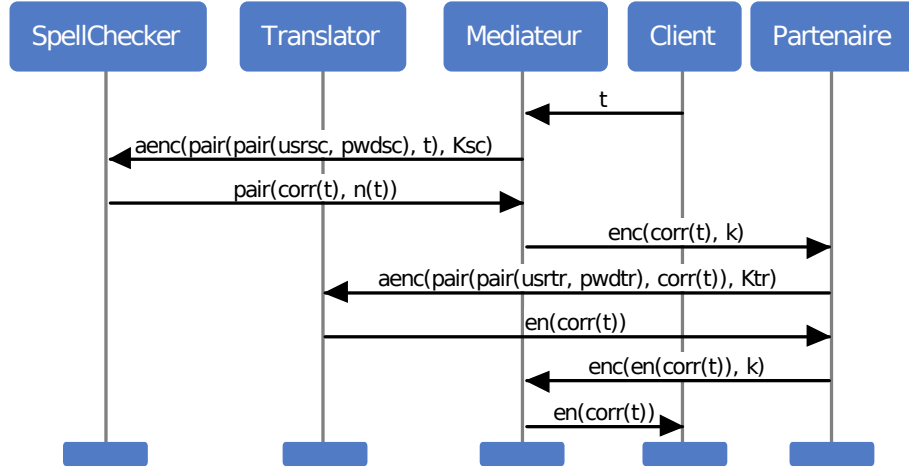 SpellChecker Translator Mediateur Client Partenaire
t
aenc(pair(pair(usrsc, pwdsc), t), Ksc)
pair(corr(t), n(t))
enc(corr(t), k)
aenc(pair(pair(usrtr, pwdtr), corr(t)), Ktr)
en(corr(t))
enc(en(corr(t)), k)
en(corr(t))